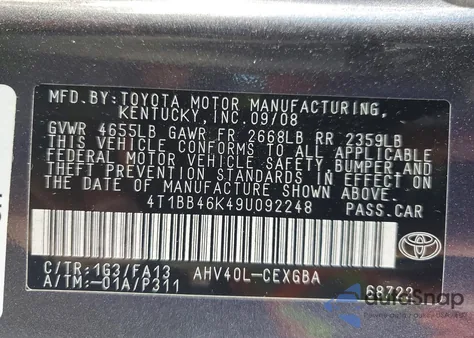 MFD.BY:TOYOTA MOTOR MANUFACTURING,
KENTUCKY,INC.09/08
GVWR 4655LB GAWR FR 2668LB RR 2359LB
THIS VEHICLE CONFORMS TO ALL APPLICABLE
FEDERAL MOTOR VEHICLE SAFETY,BUMPER,AND
THEFT PREVENTION STANDARDS IN EFFECT ON
THE DATE OF MANUFACTURE SHOWN ABOVE.
4T1BB46K49U092248 PASS.CAR
C/TR:1G3/FA13 AHV40L-CEXGBA
A/TM:-01A/P311 68723
TOYOTA
autoSnap